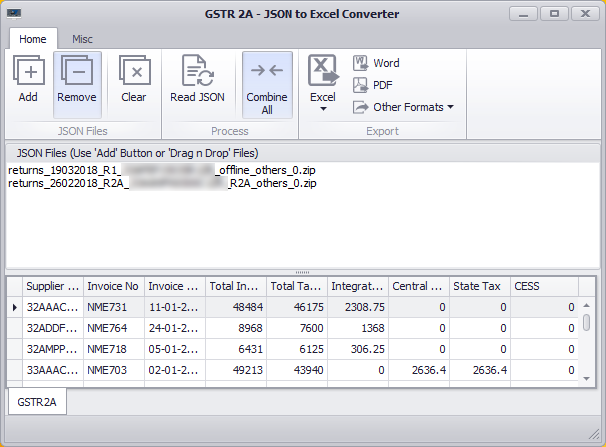 GSTR 2A - JSON to Excel Converter
Home Misc
Add Remove Clear Read JSON Combine All Excel Word
PDF
Other Formats
JSON Files Process Export
JSON Files (Use 'Add' Button or 'Drag n Drop' Files)
returns_19032018_R1_ _offline_others_0.zip
returns_26022018_R2A_ _R2A_others_0.zip
Supplier ... Invoice No Invoice ... Total In... Total Ta... Integrat... Central ... State Tax CESS
32AAAC... NME731 11-01-2... 48484 46175 2308.75 0 0 0
32ADDF... NME764 24-01-2... 8968 7600 1368 0 0 0
32AMPP... NME718 05-01-2... 6431 6125 306.25 0 0 0
33AAAC... NME703 02-01-2... 49213 43940 0 2636.4 2636.4 0
GSTR2A